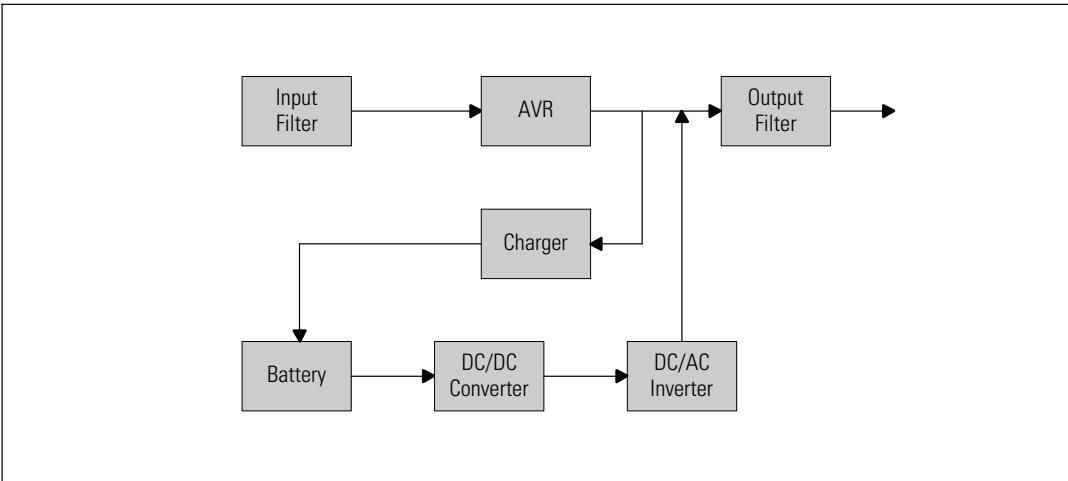 Input
Filter
AVR
Output
Filter
Charger
Battery
DC/DC
Converter
DC/AC
Inverter